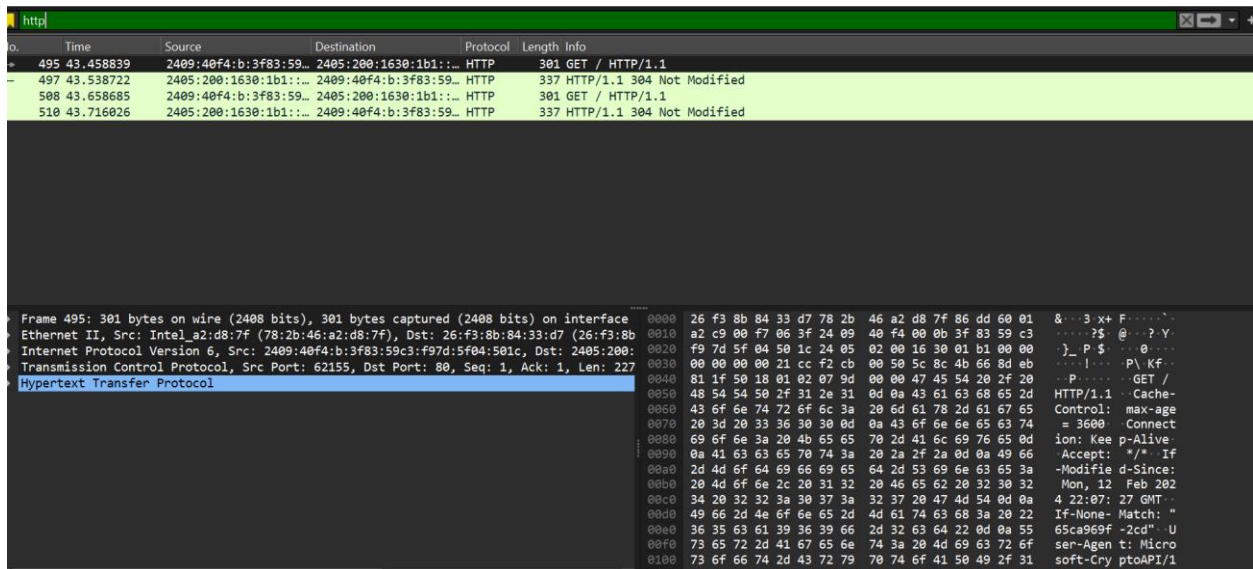 http
No. Time Source Destination Protocol Length Info
495 43.458839 2409:40f4:b:3f83:59… 2405:200:1630:1b1::… HTTP 301 GET / HTTP/1.1
497 43.538722 2405:200:1630:1b1::… 2409:40f4:b:3f83:59… HTTP 337 HTTP/1.1 304 Not Modified
508 43.658685 2409:40f4:b:3f83:59… 2405:200:1630:1b1::… HTTP 301 GET / HTTP/1.1
510 43.716026 2405:200:1630:1b1::… 2409:40f4:b:3f83:59… HTTP 337 HTTP/1.1 304 Not Modified
Frame 495: 301 bytes on wire (2408 bits), 301 bytes captured (2408 bits) on interface
Ethernet II, Src: Intel_a2:d8:7f (78:2b:46:a2:d8:7f), Dst: 26:f3:8b:84:33:d7 (26:f3:8b
Internet Protocol Version 6, Src: 2409:40f4:b:3f83:59c3:f97d:5f04:501c, Dst: 2405:200:
Transmission Control Protocol, Src Port: 62155, Dst Port: 80, Seq: 1, Ack: 1, Len: 227
Hypertext Transfer Protocol
0000 26 f3 8b 84 33 d7 78 2b 46 a2 d8 7f 86 dd 60 01 &···3·x+ F·····`·
0010 a2 c9 00 f7 06 3f 24 09 40 f4 00 0b 3f 83 59 c3 ·····?$· @···?·Y·
0020 f9 7d 5f 04 50 1c 24 05 02 00 16 30 01 b1 00 00 ·}_·P·$· ···0····
0030 00 00 00 00 21 cc f2 cb 00 50 5c 8c 4b 66 8d eb ····!··· ·P\·Kf··
0040 81 1f 50 18 01 02 07 9d 00 00 47 45 54 20 2f 20 ··P····· ··GET /
0050 48 54 54 50 2f 31 2e 31 0d 0a 43 61 63 68 65 2d HTTP/1.1 ··Cache-
0060 43 6f 6e 74 72 6f 6c 3a 20 6d 61 78 2d 61 67 65 Control: max-age
0070 20 3d 20 33 36 30 30 0d 0a 43 6f 6e 6e 65 63 74 = 3600· ·Connect
0080 69 6f 6e 3a 20 4b 65 65 70 2d 41 6c 69 76 65 0d ion: Kee p-Alive·
0090 0a 41 63 63 65 70 74 3a 20 2a 2f 2a 0d 0a 49 66 ·Accept: */*··If
00a0 2d 4d 6f 64 69 66 69 65 64 2d 53 69 6e 63 65 3a -Modifie d-Since:
00b0 20 4d 6f 6e 2c 20 31 32 20 46 65 62 20 32 30 32 Mon, 12 Feb 202
00c0 34 20 32 32 3a 30 37 3a 32 37 20 47 4d 54 0d 0a 4 22:07: 27 GMT··
00d0 49 66 2d 4e 6f 6e 65 2d 4d 61 74 63 68 3a 20 22 If-None- Match: "
00e0 36 35 63 61 39 36 39 66 2d 32 63 64 22 0d 0a 55 65ca969f -2cd"··U
00f0 73 65 72 2d 41 67 65 6e 74 3a 20 4d 69 63 72 6f ser-Agen t: Micro
0100 73 6f 66 74 2d 43 72 79 70 74 6f 41 50 49 2f 31 soft-Cry ptoAPI/1